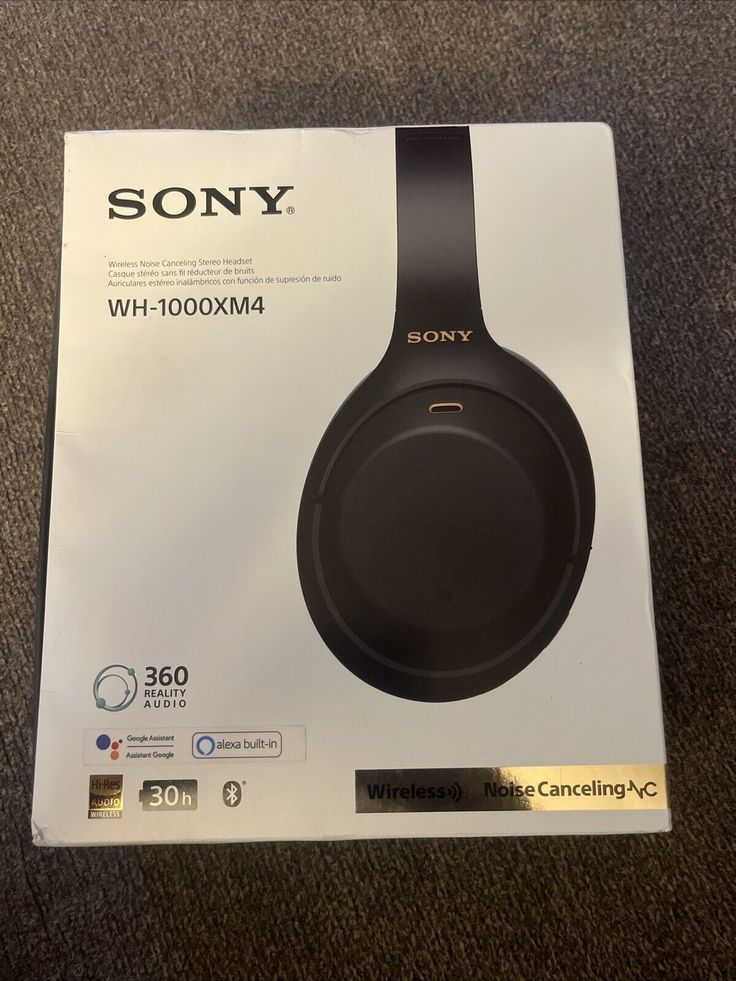 SONY®
Wireless Noise Canceling Stereo Headset
Casque stéréo sans fil réducteur de bruits
Auriculares estéreo inalámbricos con función de supresión de ruido
WH-1000XM4
SONY
360
REALITY
AUDIO
Google Assistant
Assistant Google
alexa built-in
Hi-Res
AUDIO
WIRELESS
30h
Wireless
Noise Canceling